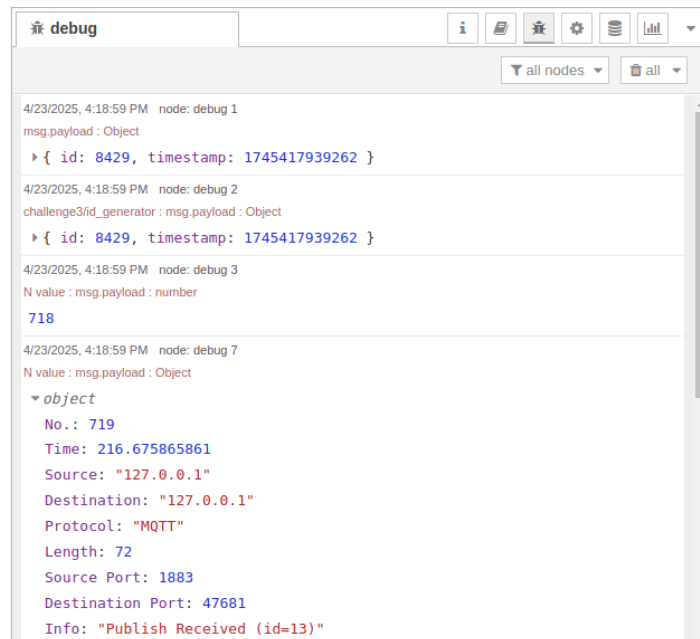 debug
all nodes
all
4/23/2025, 4:18:59 PM node: debug 1
msg.payload : Object
{ id: 8429, timestamp: 1745417939262 }
4/23/2025, 4:18:59 PM node: debug 2
challenge3/id_generator : msg.payload : Object
{ id: 8429, timestamp: 1745417939262 }
4/23/2025, 4:18:59 PM node: debug 3
N value : msg.payload : number
718
4/23/2025, 4:18:59 PM node: debug 7
N value : msg.payload : Object
object
No.: 719
Time: 216.675865861
Source: "127.0.0.1"
Destination: "127.0.0.1"
Protocol: "MQTT"
Length: 72
Source Port: 1883
Destination Port: 47681
Info: "Publish Received (id=13)"